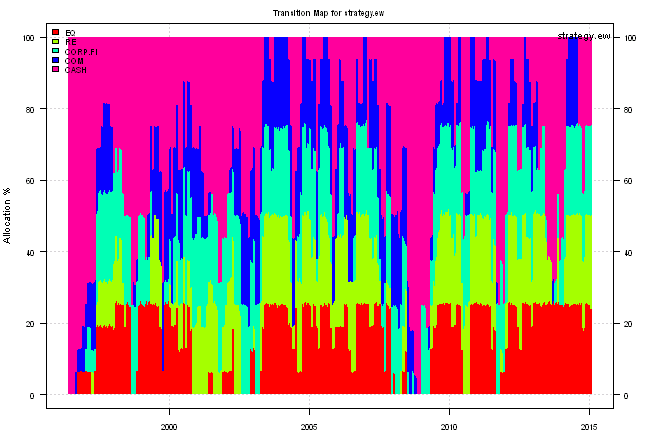 Transition Map for strategy.ew
strategy.ew
EQ
RE
CORP.FI
COM
CASH
100
80
60
40
20
0
100
80
60
40
20
0
Allocation %
2000
2005
2010
2015